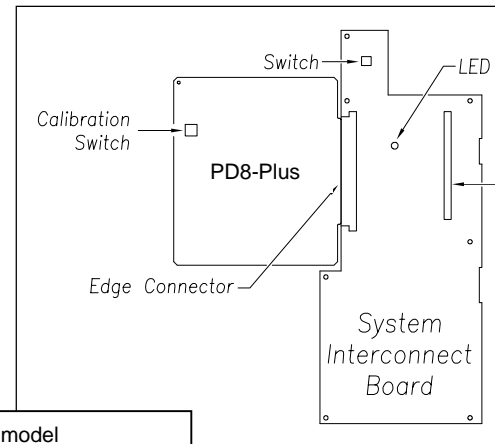 Switch
LED
Calibration
Switch
PD8-Plus
Edge Connector
System
Interconnect
Board
model